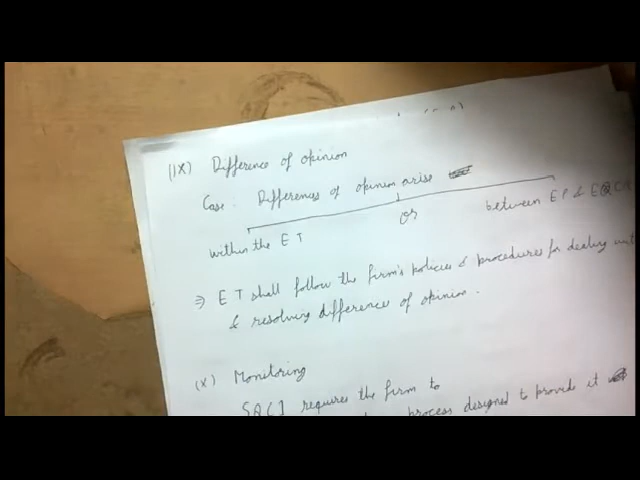 (IX) Difference of opinion
Case. Differences of opinion arise
within the E T or between E P & EQCR
⇒ E T shall follow the firm's policies & procedures for dealing with
& resolving difference of opinion.
(X) Monitoring
SQC 1 requires the firm to
process designed to provide it